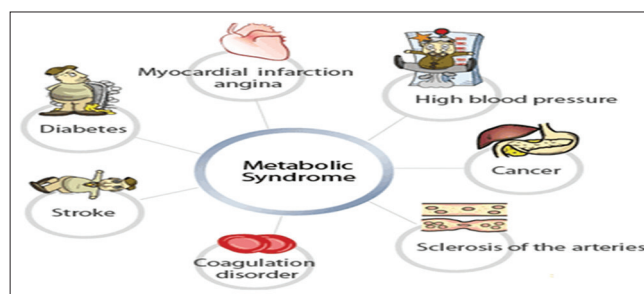 Myocardial infarction
angina
High blood pressure
Diabetes
Metabolic
Syndrome
Cancer
Stroke
Sclerosis of the arteries
Coagulation
disorder